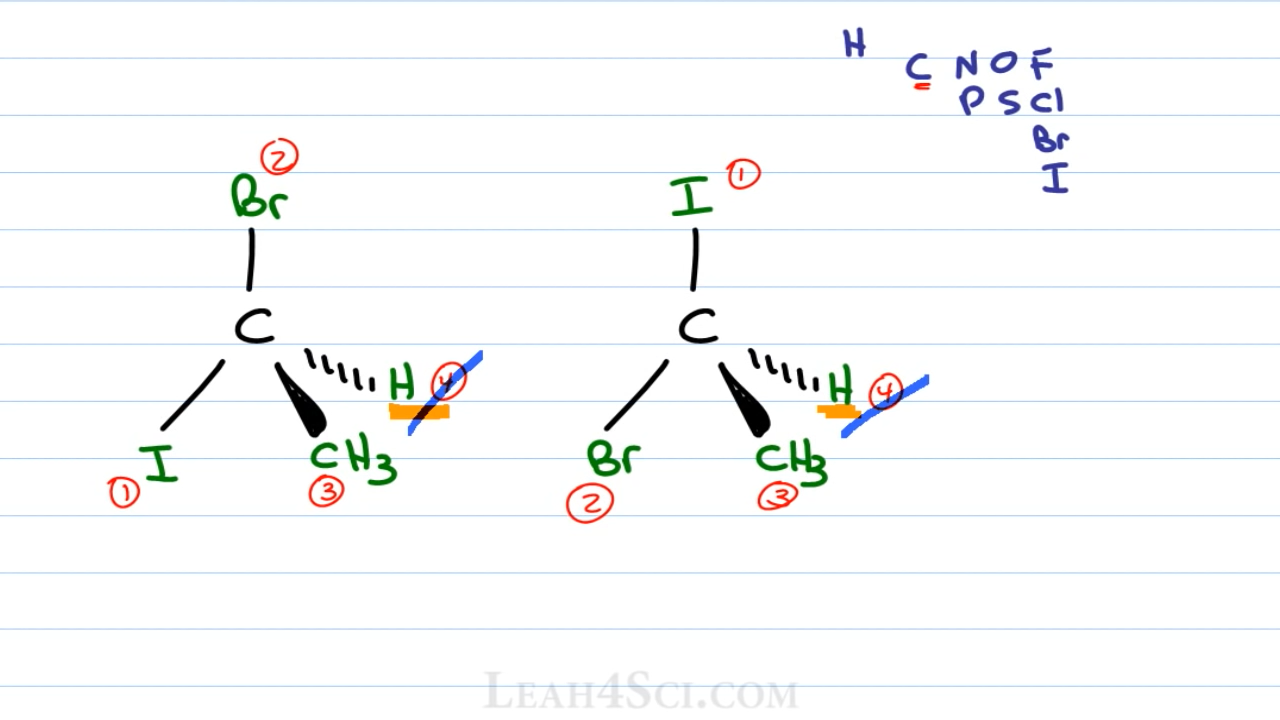 H
C N O F
P S Cl
Br
I
②
Br
C
H ④
I
CH3
①
③
I ①
C
H ④
Br
CH3
②
③
LEAH4SCI.COM